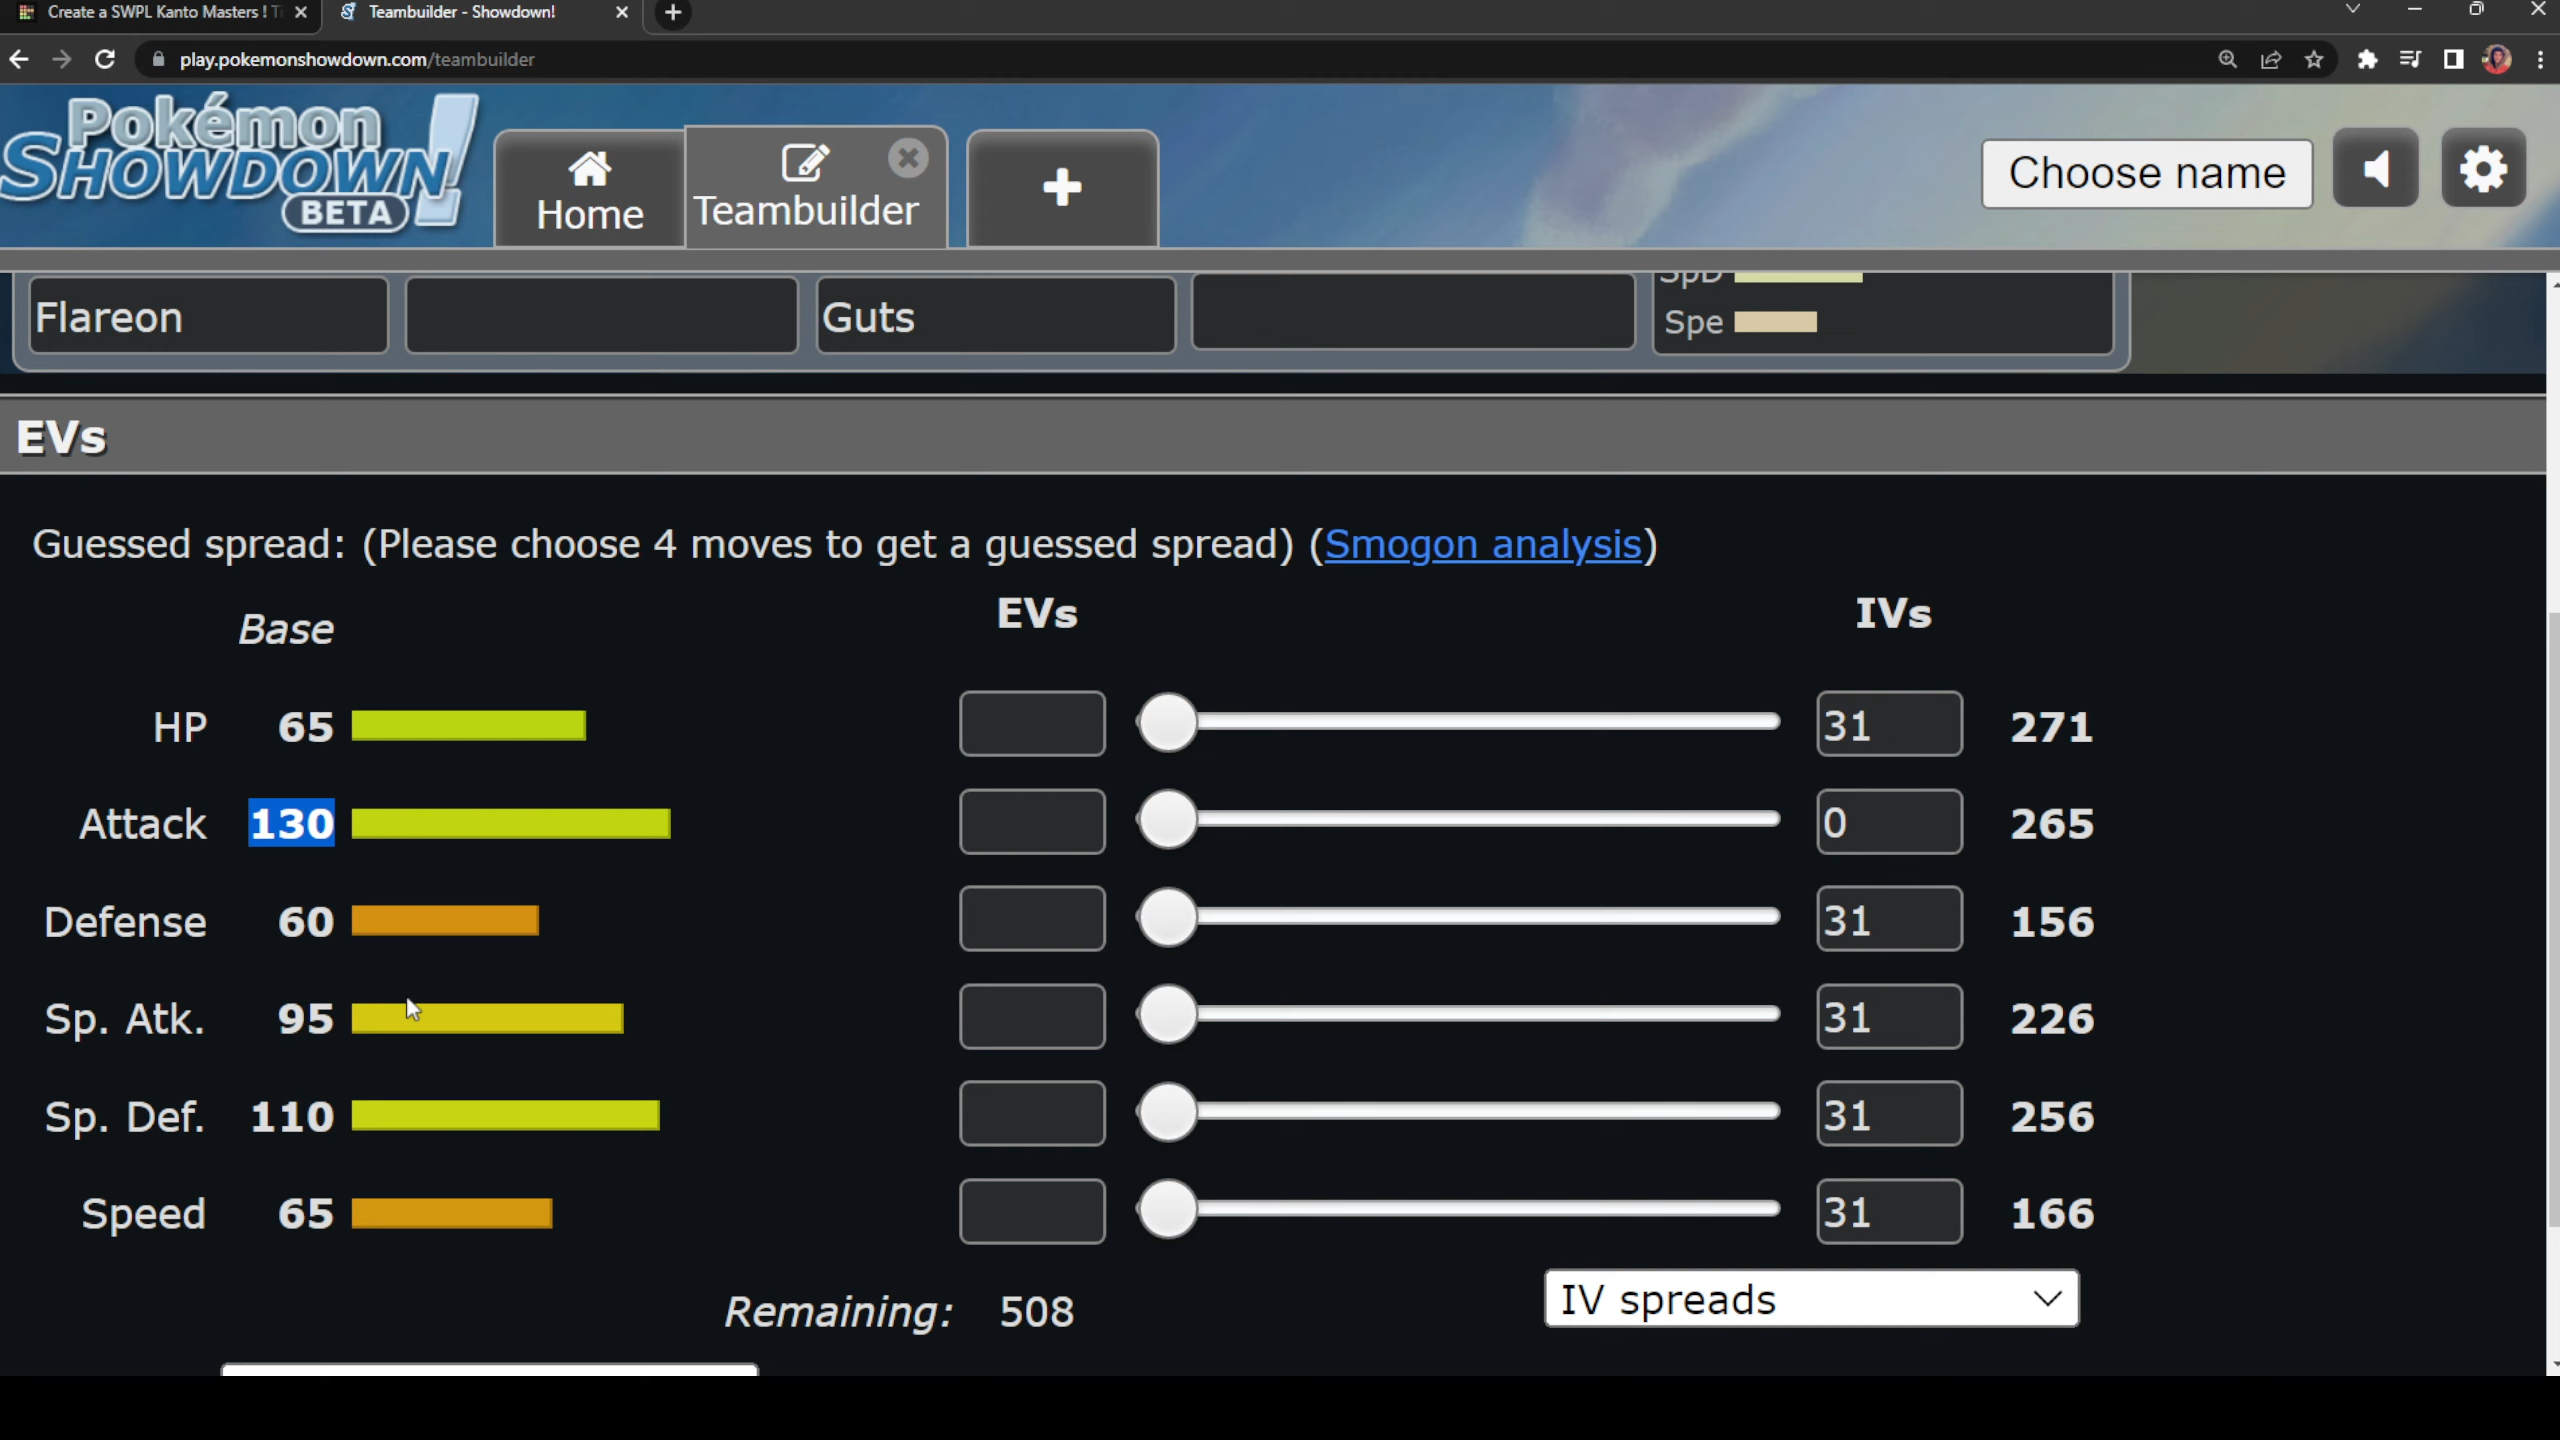 Create a SWPL Kanto Masters ! Ti
Teambuilder - Showdown!
play.pokemonshowdown.com/teambuilder
Pokémon
SHOWDOWN!
BETA
Home
Teambuilder
Choose name
SpD
Flareon
Guts
Spe
EVs
Guessed spread: (Please choose 4 moves to get a guessed spread) (Smogon analysis)
Base EVs IVs
HP 65 31 271
Attack 130 0 265
Defense 60 31 156
Sp. Atk. 95 31 226
Sp. Def. 110 31 256
Speed 65 31 166
Remaining: 508
IV spreads